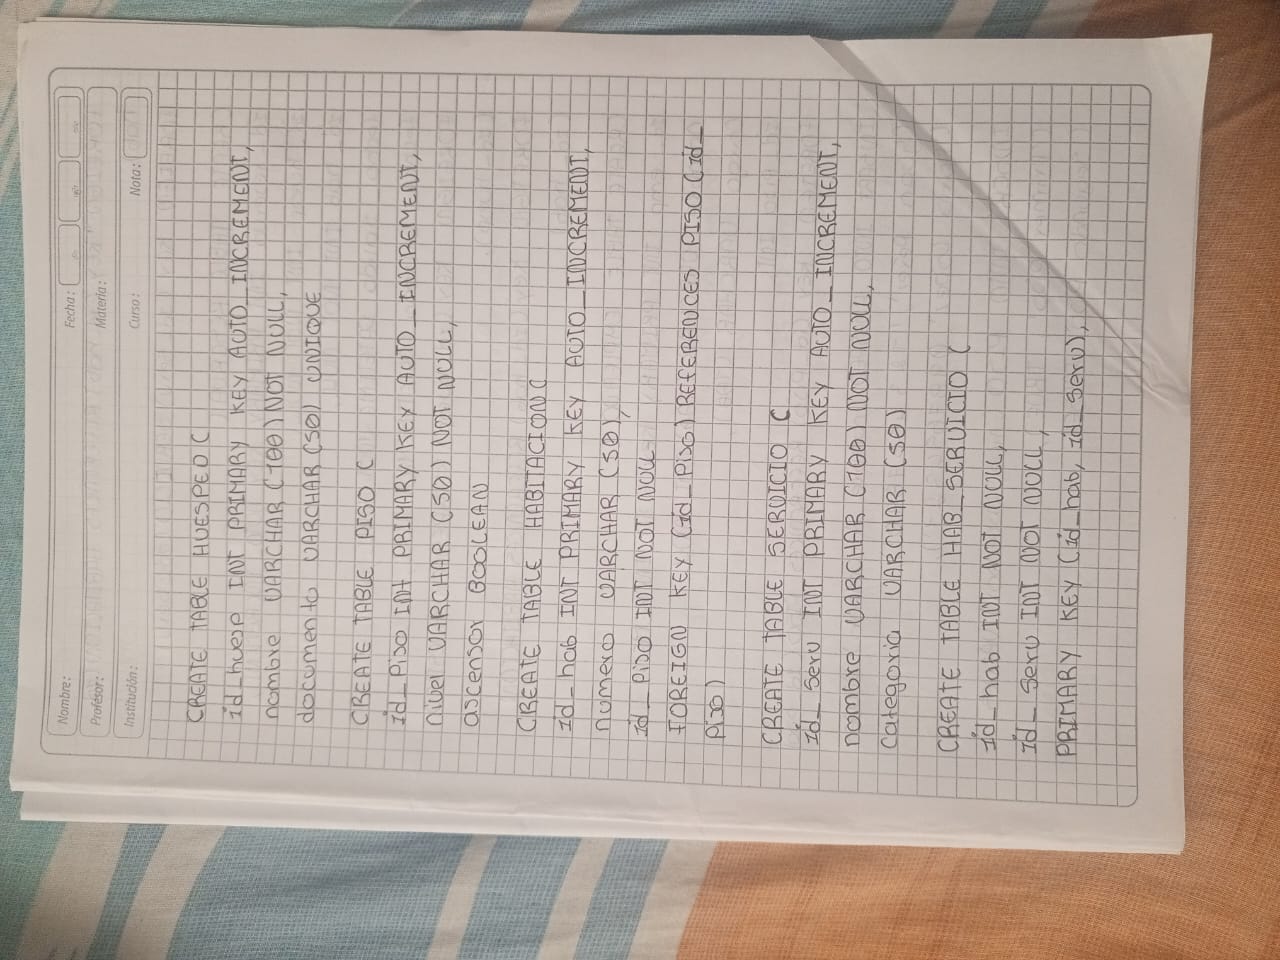 Nombre:
Fecha:
Profesor:
Materia:
Institución:
Curso:
Nota:
CREATE TABLE HUESPED (
id_huesp INT PRIMARY KEY AUTO_INCREMENT,
nombre VARCHAR (100) NOT NULL,
documento VARCHAR (50) UNIQUE
CREATE TABLE PISO (
id_Piso INT PRIMARY KEY AUTO_INCREMENT,
nivel VARCHAR (50) NOT NULL,
ascensor BOOLEAN
CREATE TABLE HABITACION (
id_hab INT PRIMARY KEY AUTO_INCREMENT,
numero VARCHAR (50),
id_Piso INT NOT NULL
FOREIGN KEY (id_Piso) REFERENCES PISO (id_
Piso)
CREATE TABLE SERVICIO (
id_Serv INT PRIMARY KEY AUTO_INCREMENT,
nombre VARCHAR (100) NOT NULL,
categoria VARCHAR (50)
CREATE TABLE HAB_SERVICIO (
id_hab INT NOT NULL,
id_Serv INT NOT NULL,
PRIMARY KEY (id_hab, id_Serv),